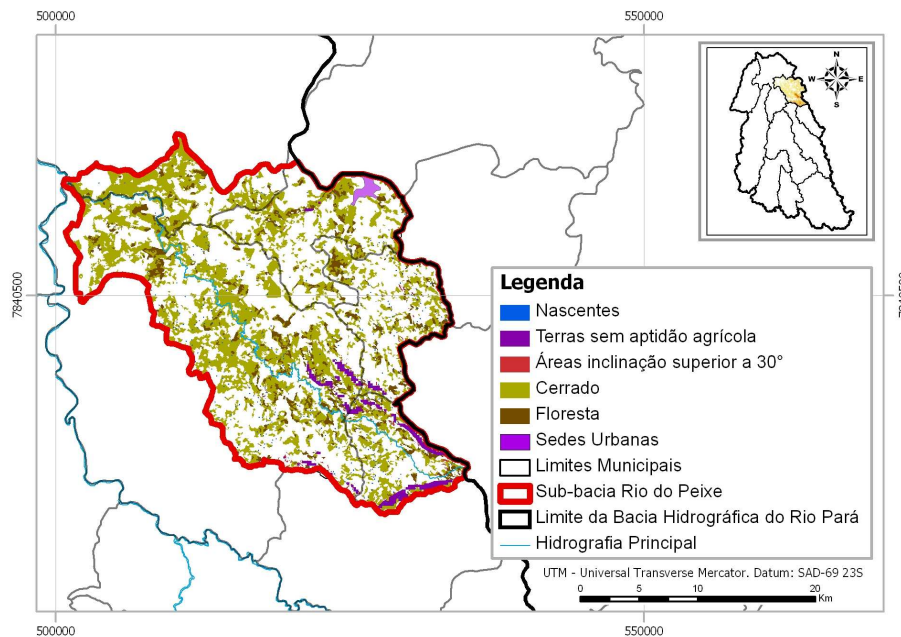 500000
550000
N
W
E
S
7840500
Legenda
Nascentes
Terras sem aptidão agrícola
Áreas inclinação superior a 30°
Cerrado
Floresta
Sedes Urbanas
Limites Municipais
Sub-bacia Rio do Peixe
Limite da Bacia Hidrográfica do Rio Pará
Hidrografia Principal
UTM - Universal Transverse Mercator. Datum: SAD-69 23S
0 5 10 20
Km
500000
550000